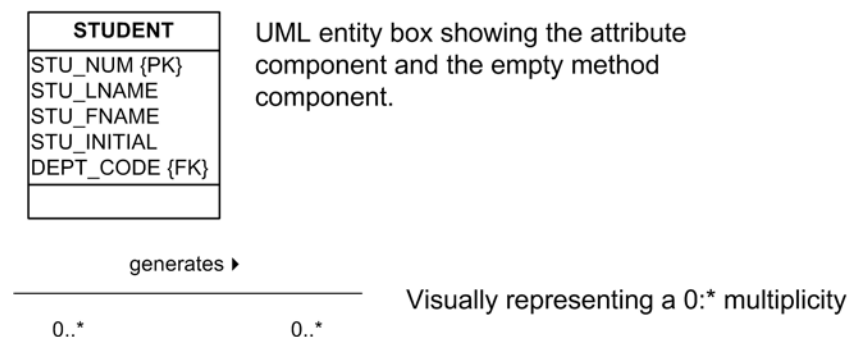 STUDENT
STU_NUM {PK}
STU_LNAME
STU_FNAME
STU_INITIAL
DEPT_CODE {FK}
UML entity box showing the attribute
component and the empty method
component.
generates
0..*
0..*
Visually representing a 0:* multiplicity